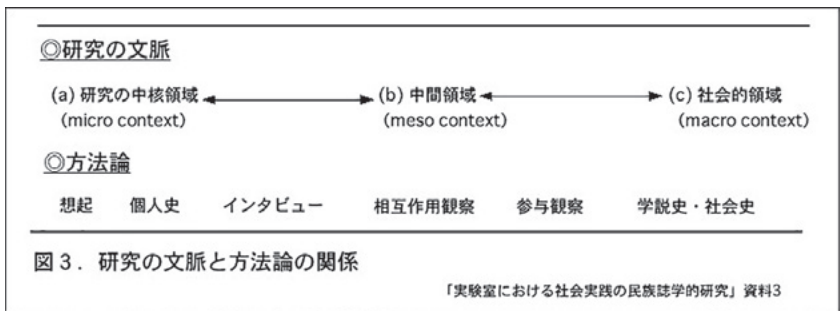 ◎研究の文脈
(a) 研究の中核領域 (b) 中間領域 (c) 社会的領域
(micro context) (meso context) (macro context)
◎方法論
想起 個人史 インタビュー 相互作用観察 参与観察 学説史・社会史
図3．研究の文脈と方法論の関係
「実験室における社会実践の民族誌学的研究」資料3